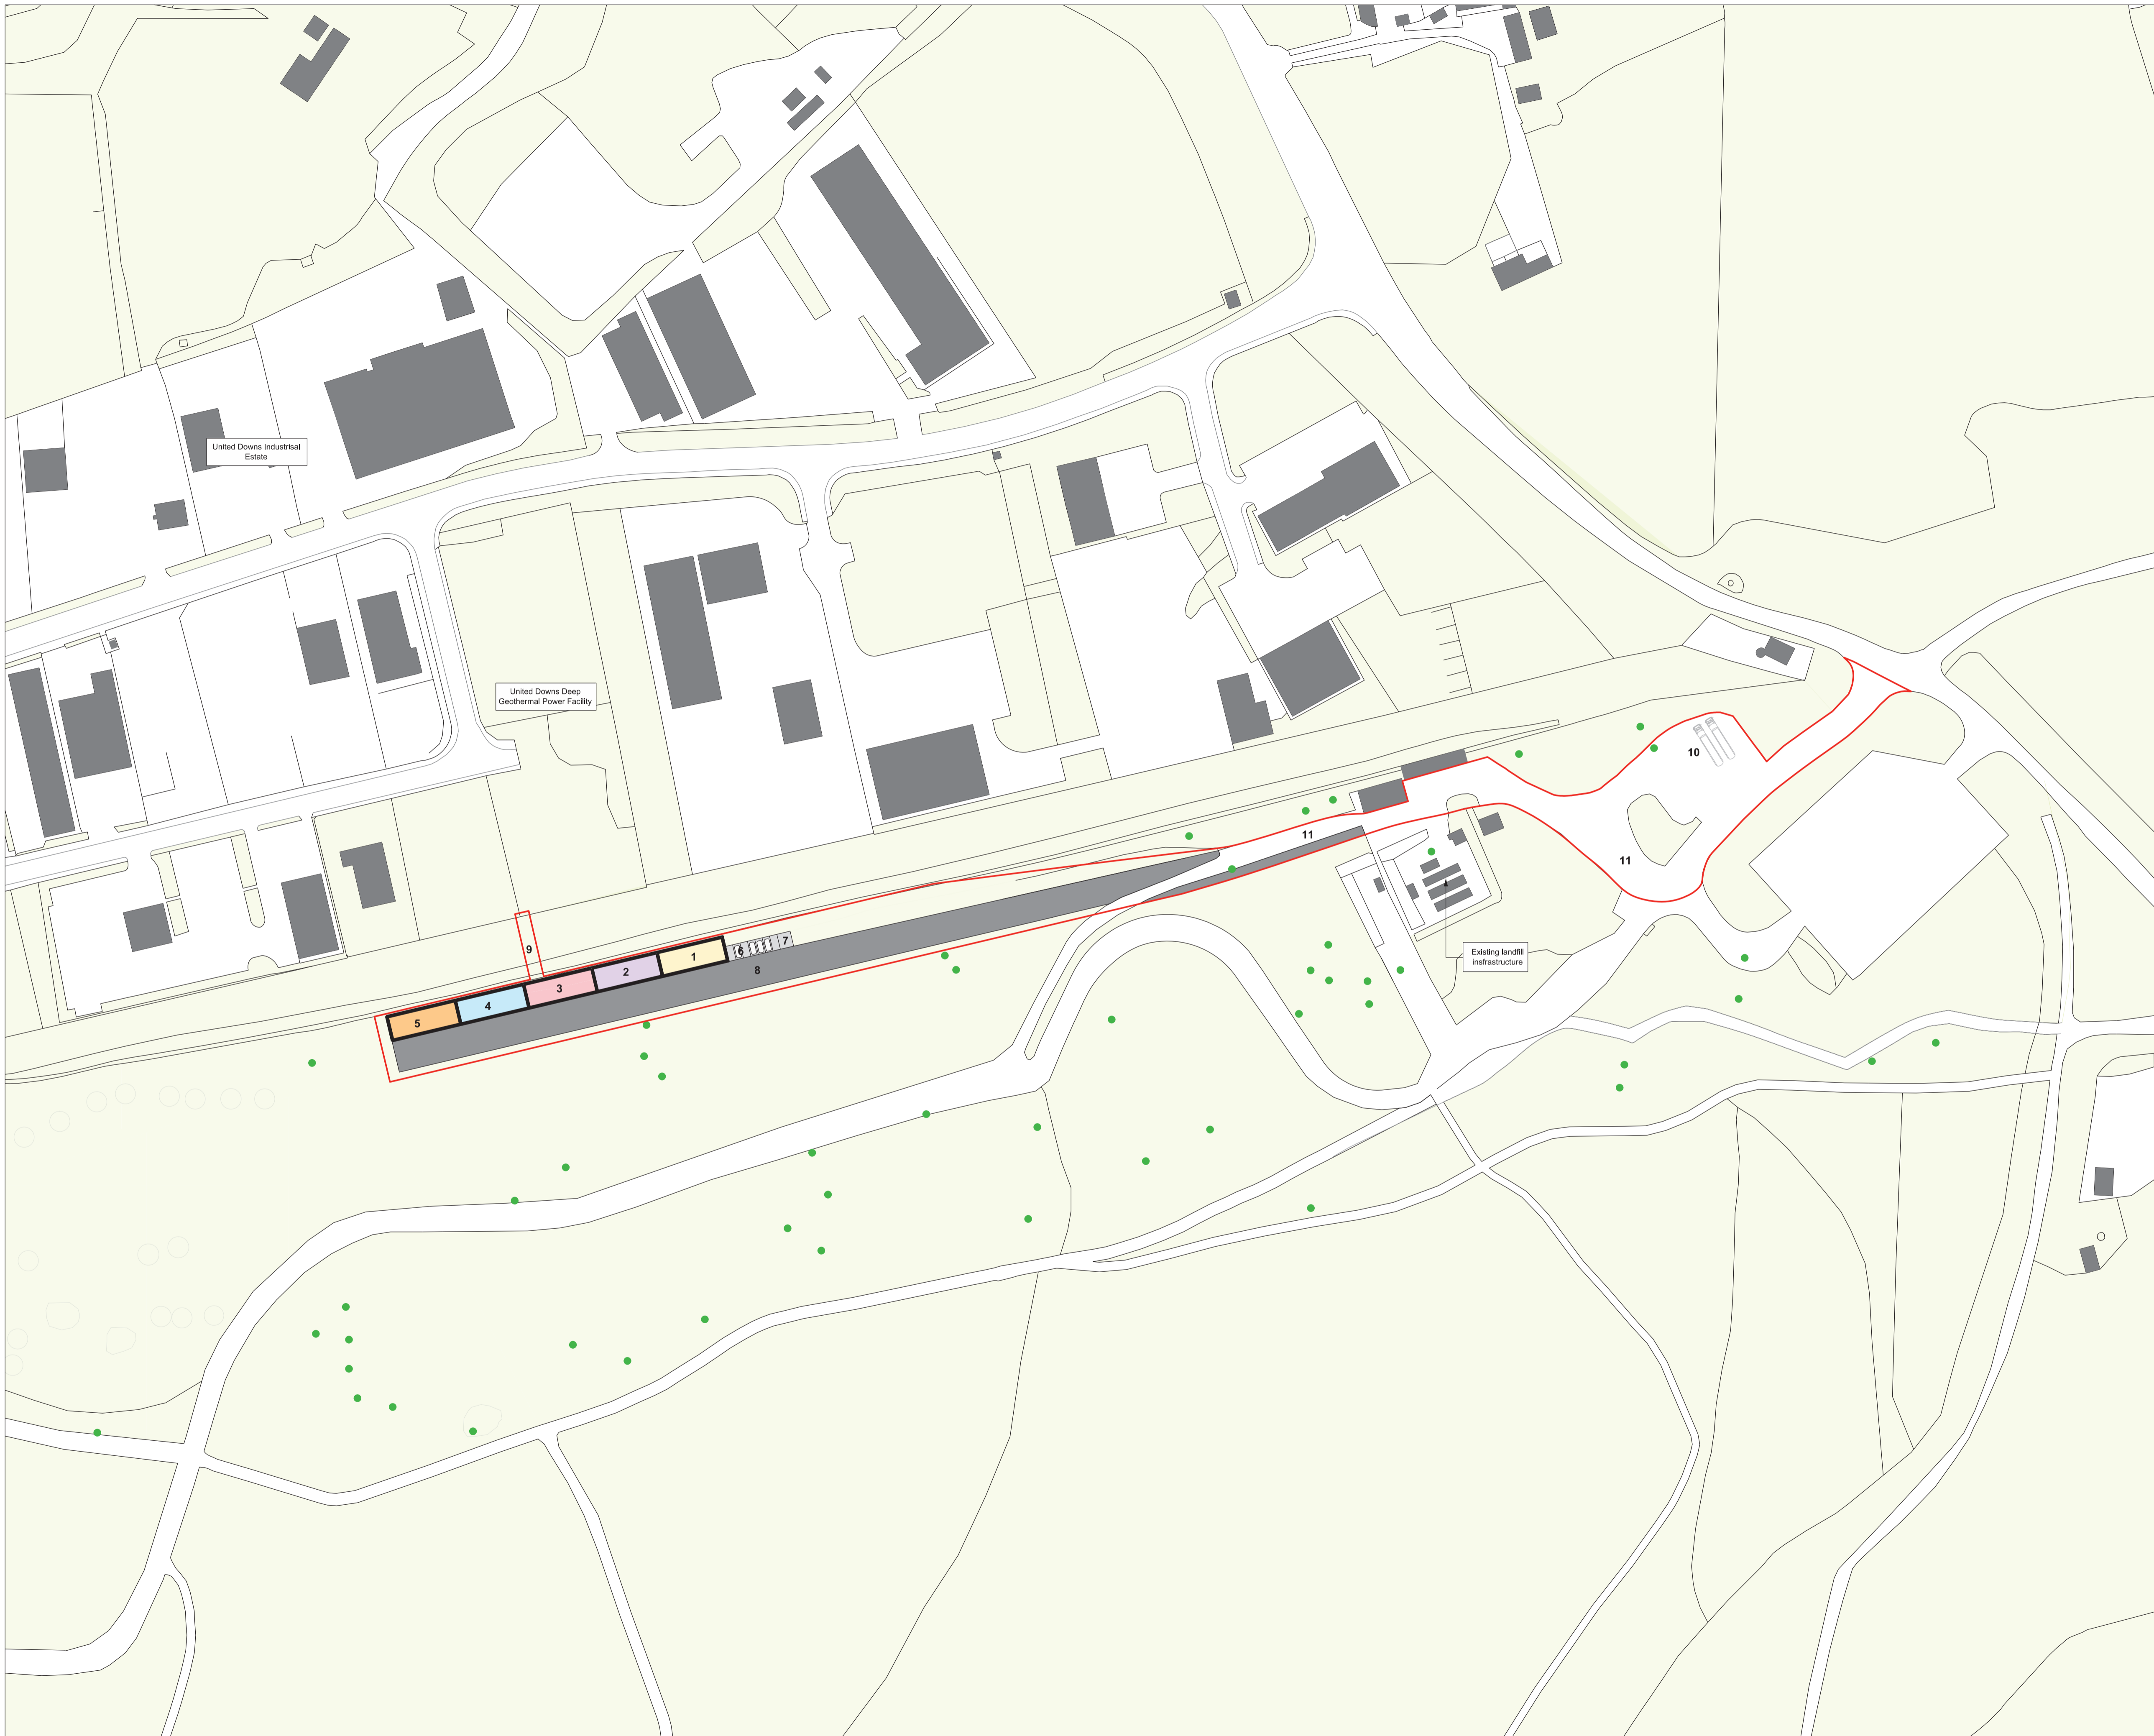 United Downs Industrisal
Estate
United Downs Deep
Geothermal Power Facility
10
11
11
9
6
7
1
8
2
3
4
5
Existing landfill
insfrastructure